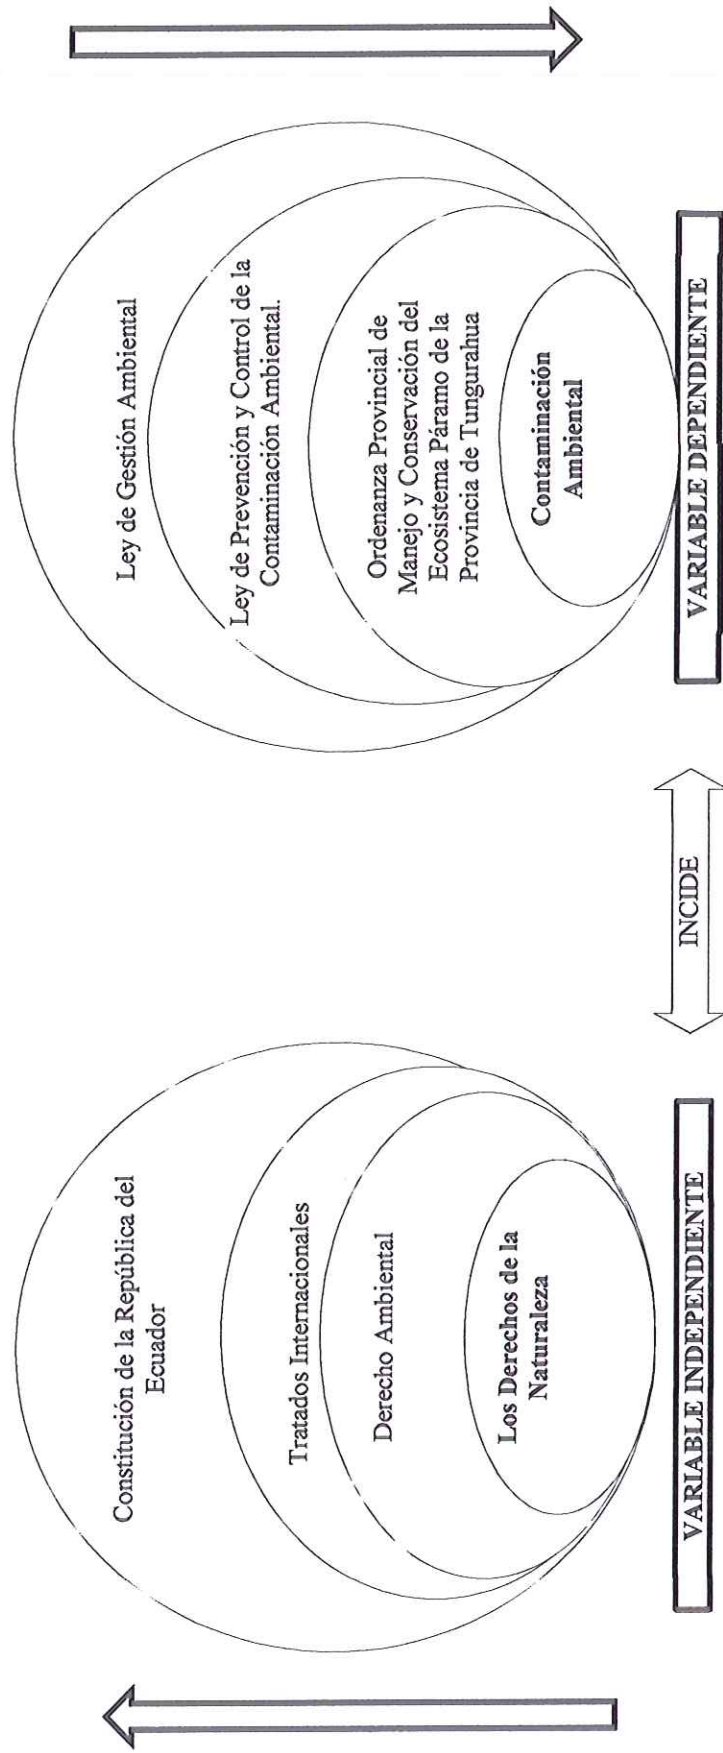 Constitución de la República del
Ecuador
Tratados Internacionales
Derecho Ambiental
Los Derechos de la
Naturaleza
VARIABLE INDEPENDIENTE
INCIDE
Ley de Gestión Ambiental
Ley de Prevención y Control de la
Contaminación Ambiental.
Ordenanza Provincial de
Manejo y Conservación del
Ecosistema Páramo de la
Provincia de Tungurahua
Contaminación
Ambiental
VARIABLE DEPENDIENTE